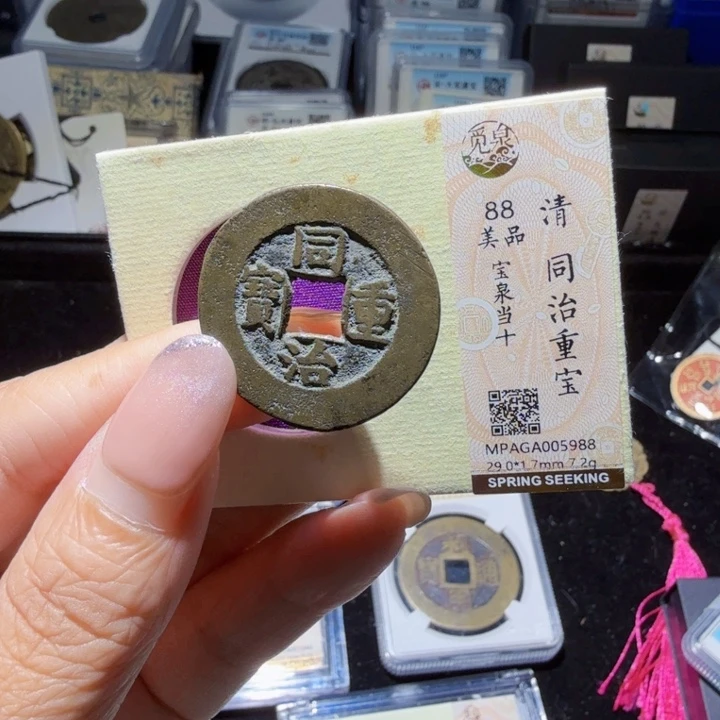 同
寶 重
治
觅泉
88
美品
宝泉当十
清 同治重宝
MPAGA005988
29.0*1.7mm 7.2g
SPRING SEEKING